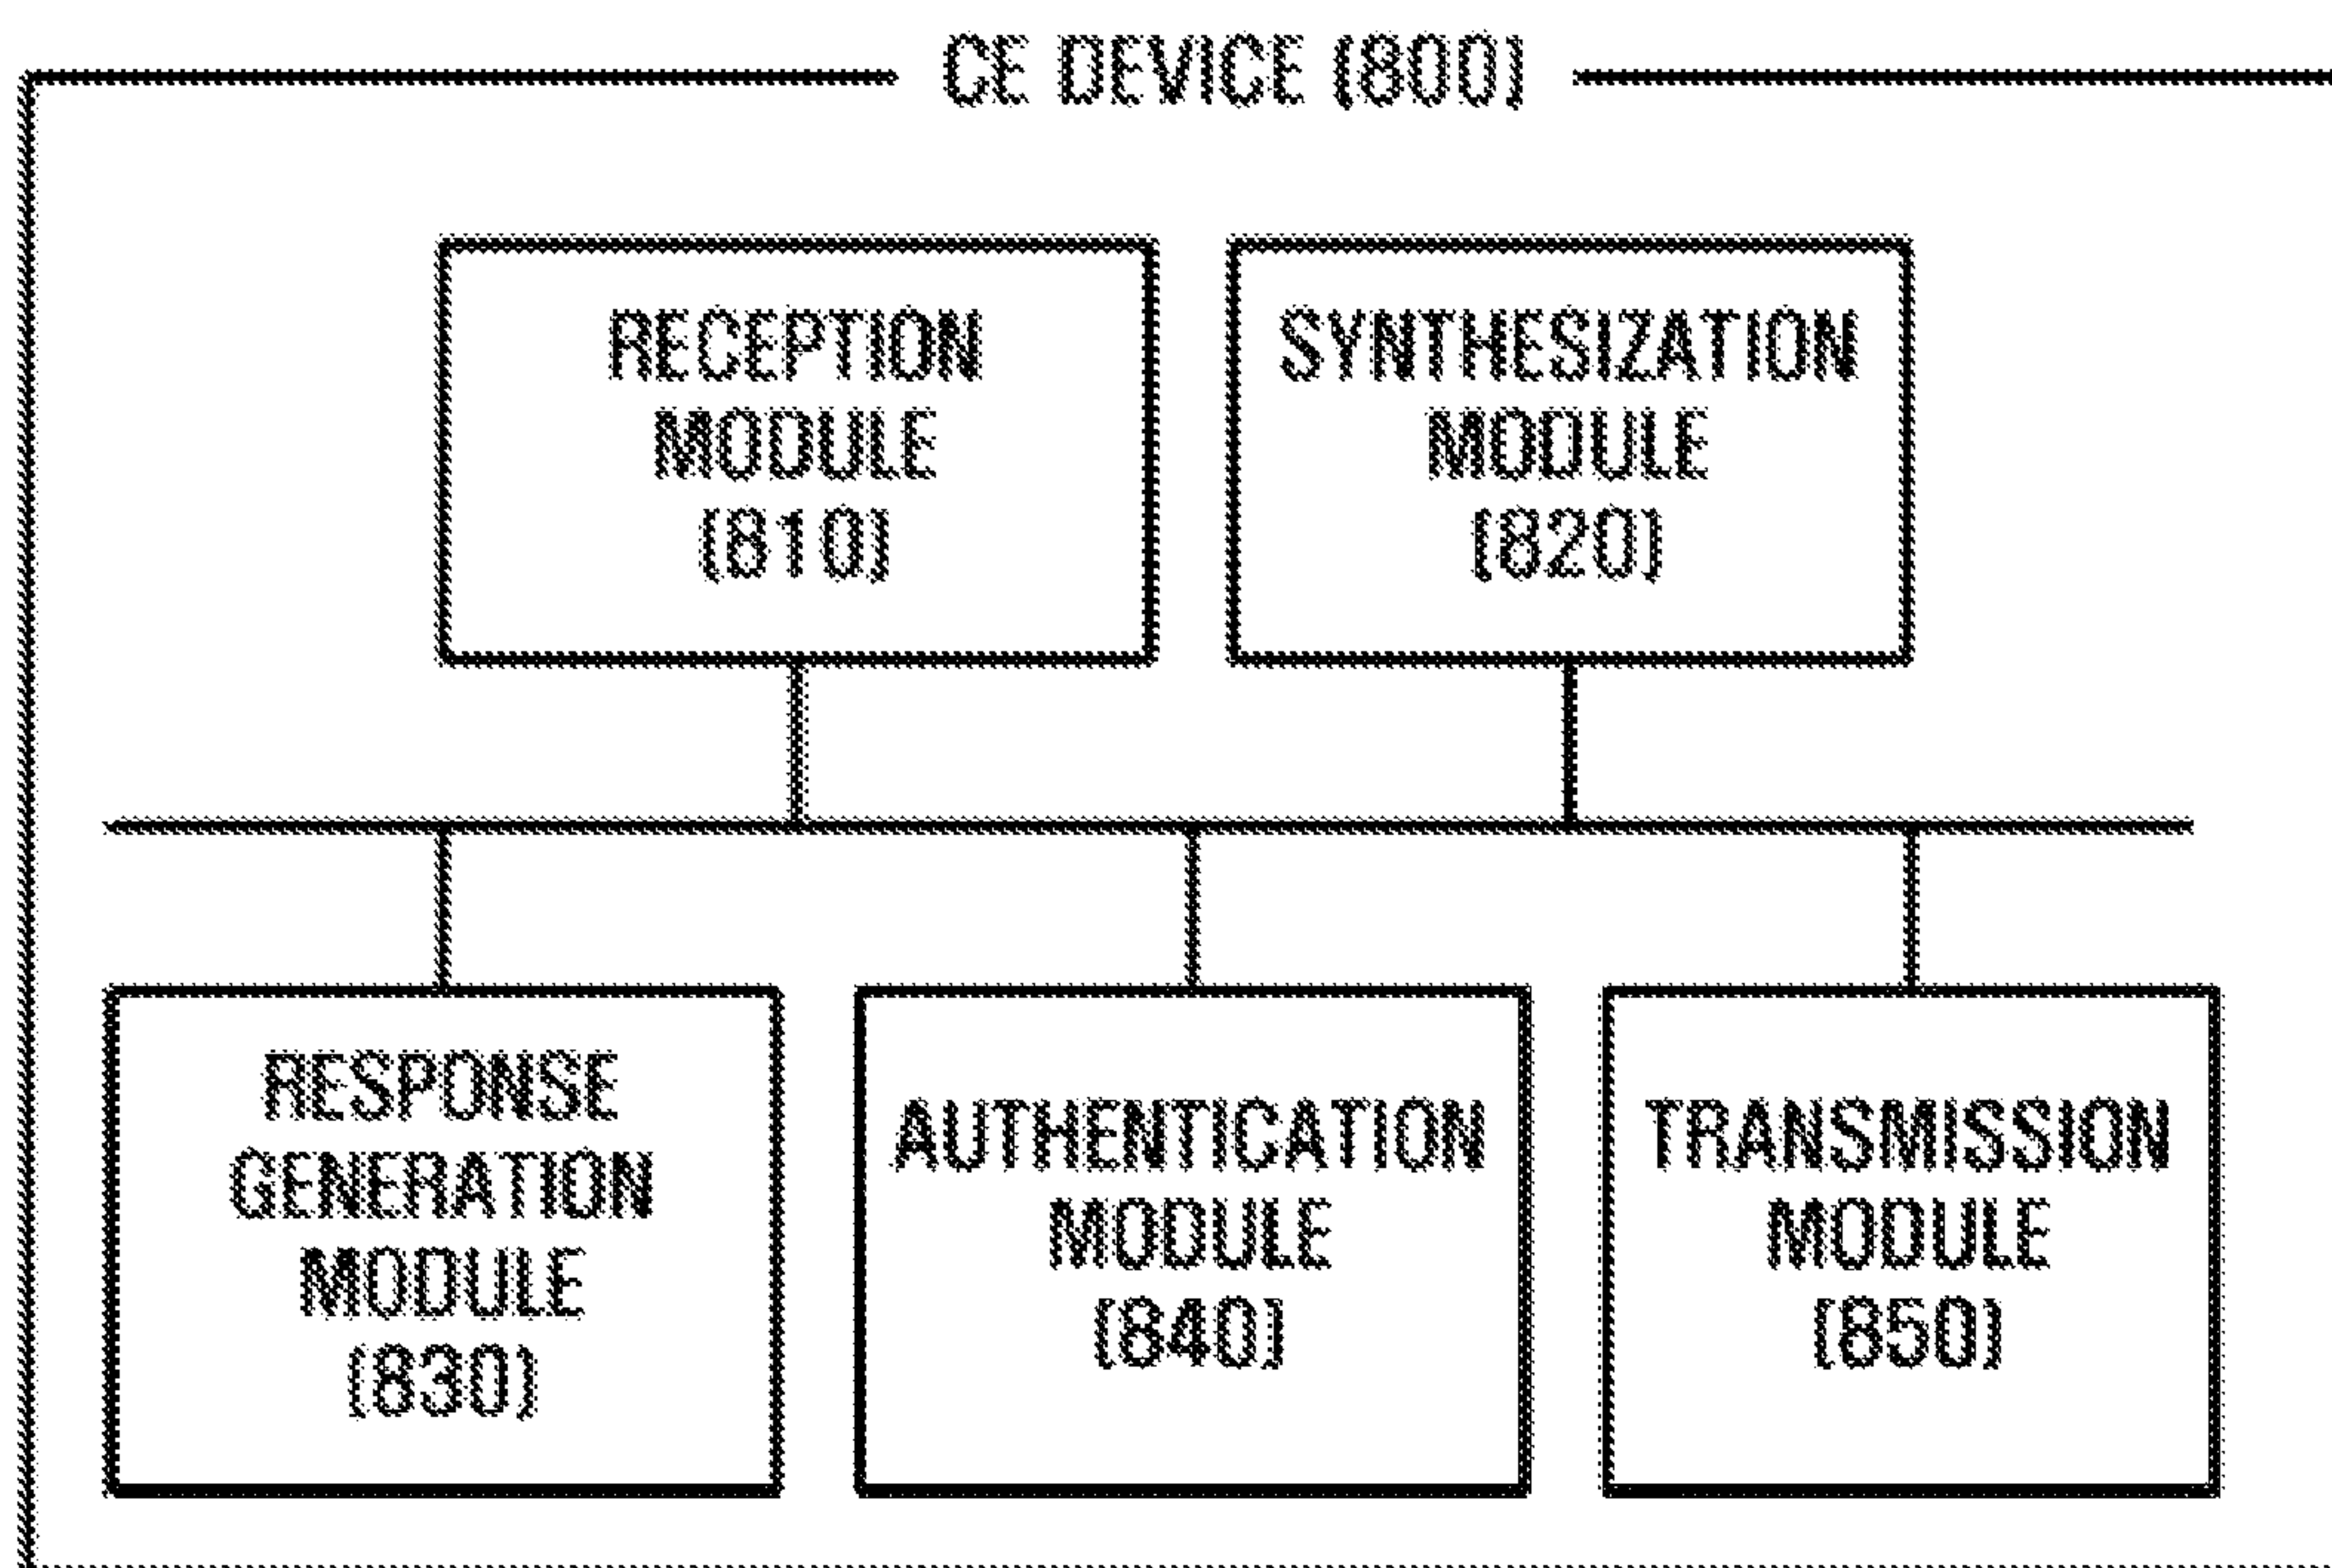 CE DEVICE (800)
RECEPTION
MODULE
(810)
SYNTHESIZATION
MODULE
(820)
RESPONSE
GENERATION
MODULE
(830)
AUTHENTICATION
MODULE
(840)
TRANSMISSION
MODULE
(850)